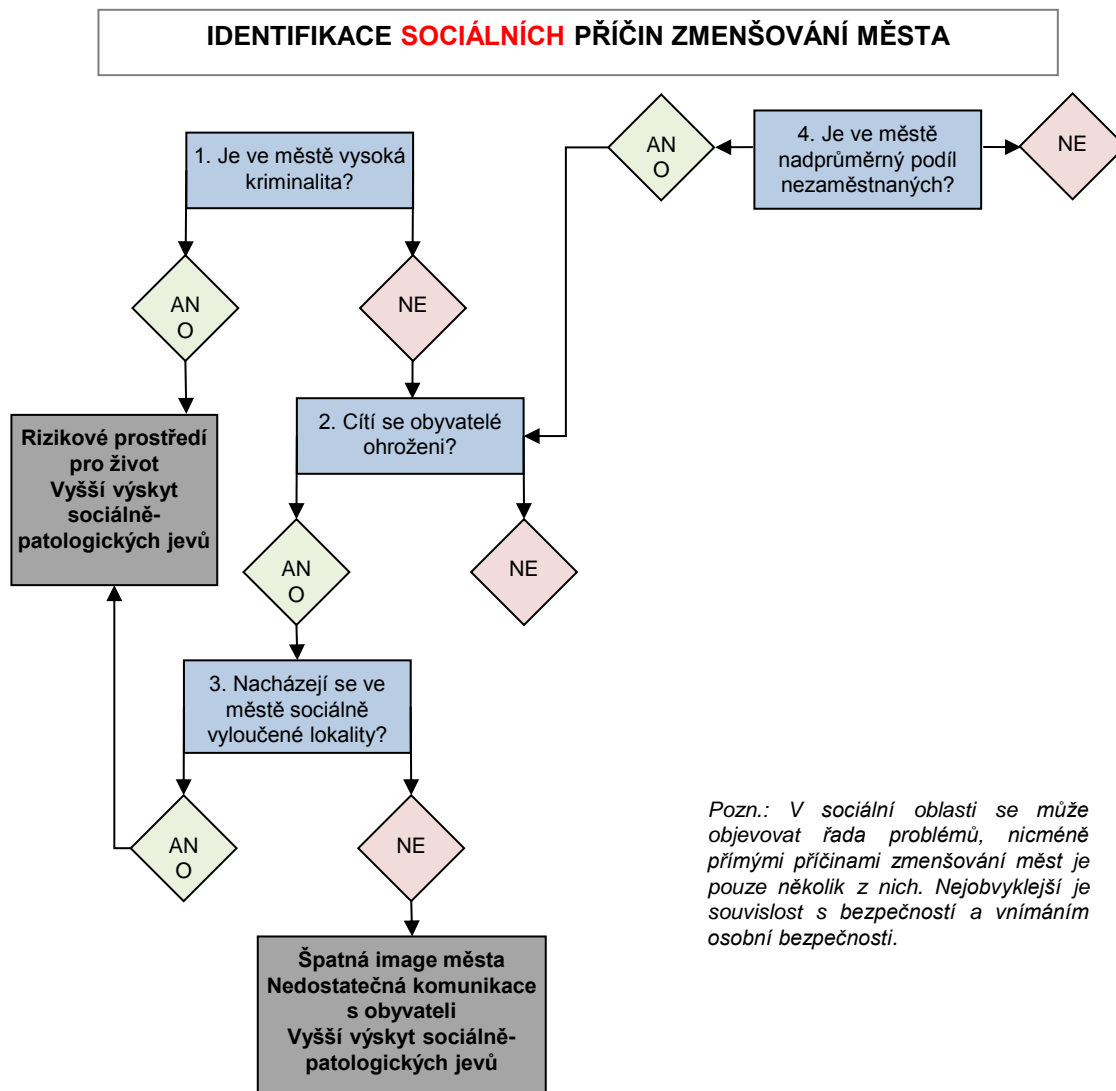 IDENTIFIKACE SOCIÁLNÍCH PŘÍČIN ZMENŠOVÁNÍ MĚSTA
1. Je ve městě vysoká
kriminalita?
AN
O
4. Je ve městě
nadprůměrný podíl
nezaměstnaných?
NE
AN
O
NE
Rizikové prostředí
pro život
Vyšší výskyt
sociálně-
patologických jevů
2. Cítí se obyvatelé
ohroženi?
AN
O
NE
3. Nacházejí se ve
městě sociálně
vyloučené lokality?
AN
O
NE
Pozn.: V sociální oblasti se může
objevovat řada problémů, nicméně
přímými příčinami zmenšování měst je
pouze několik z nich. Nejobvyklejší je
souvislost s bezpečností a vnímáním
osobní bezpečnosti.
Špatná image města
Nedostatečná komunikace
s obyvateli
Vyšší výskyt sociálně-
patologických jevů